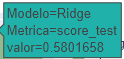 Modelo=Ridge
Metrica=score_test
valor=0.5801658